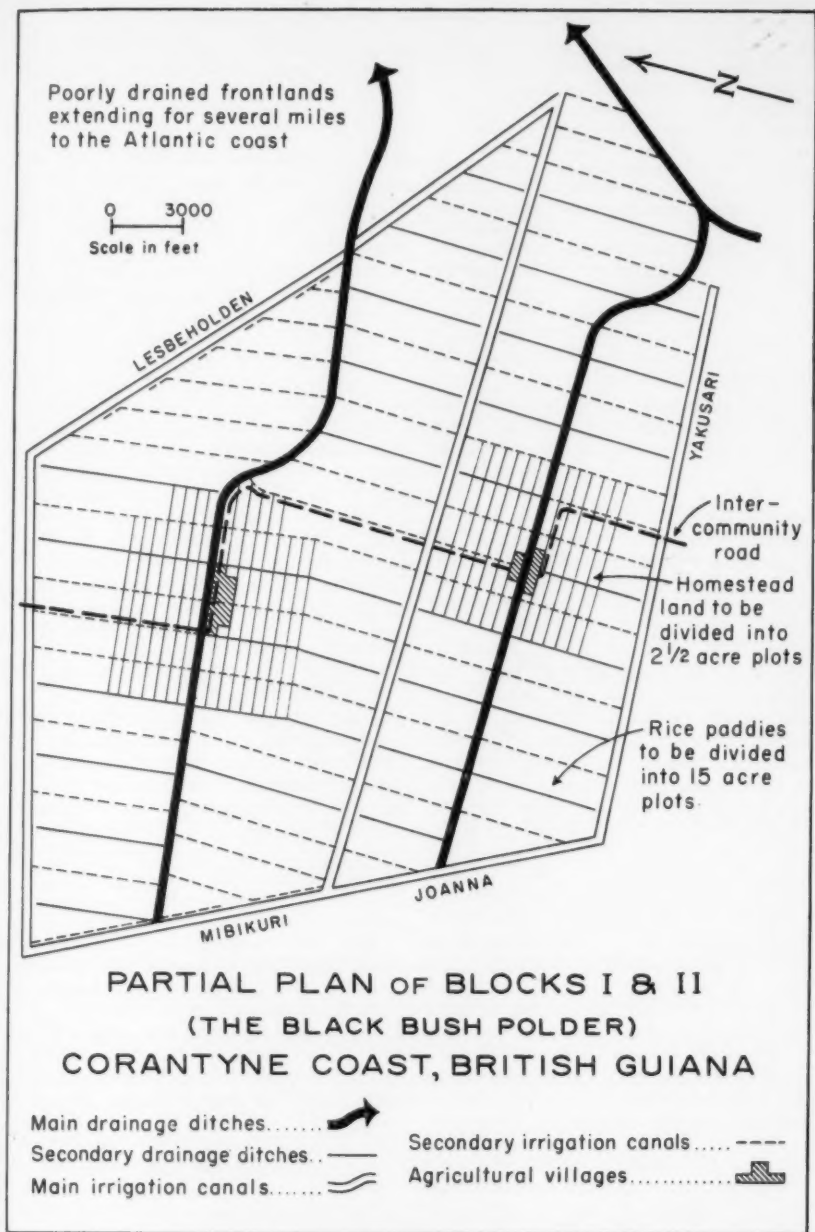 Poorly drained frontlands
extending for several miles
to the Atlantic coast
N
0 3000
Scale in feet
LESBEHOLDEN
YAKUSARI
Inter-
community
road
Homestead
land to be
divided into
2 1/2 acre plots
Rice paddies
to be divided
into 15 acre
plots
JOANNA
MIBIKURI
PARTIAL PLAN OF BLOCKS I & II
(THE BLACK BUSH POLDER)
CORANTYNE COAST, BRITISH GUIANA
Main drainage ditches.......
Secondary drainage ditches..
Main irrigation canals.......
Secondary irrigation canals.....
Agricultural villages.............